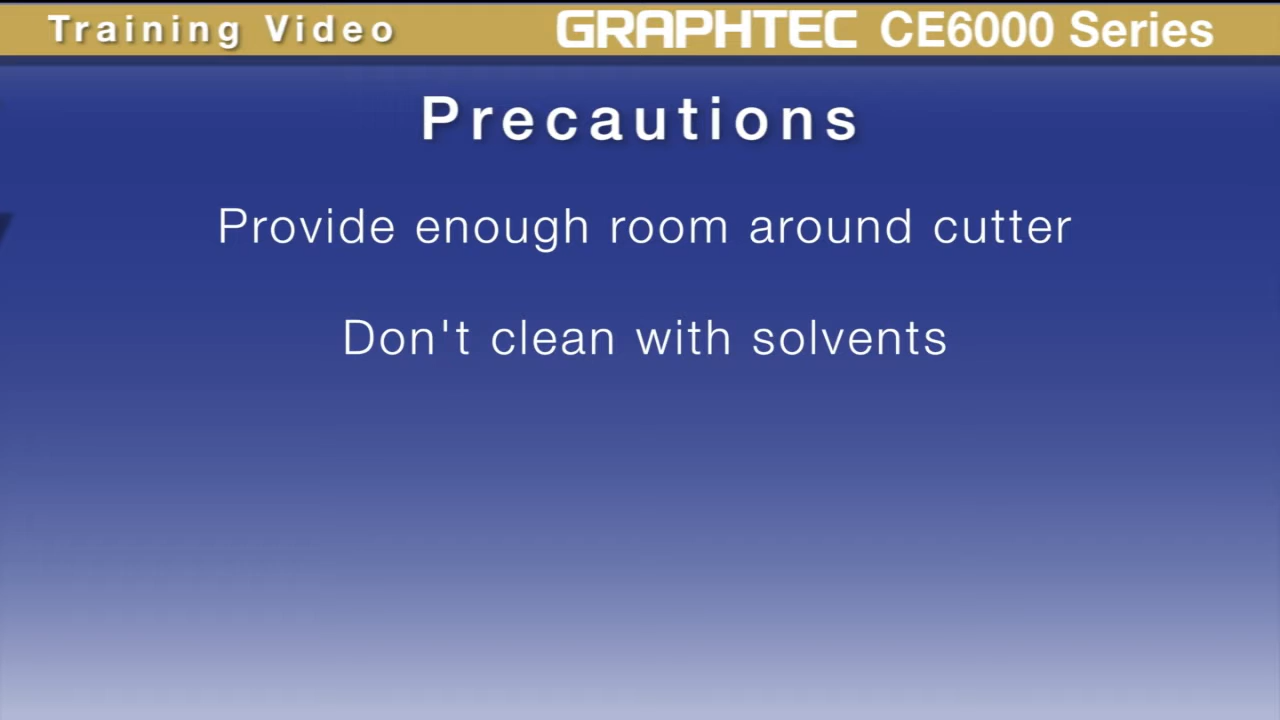 Training Video GRAPHTEC CE6000 Series
Precautions
Provide enough room around cutter
Don't clean with solvents